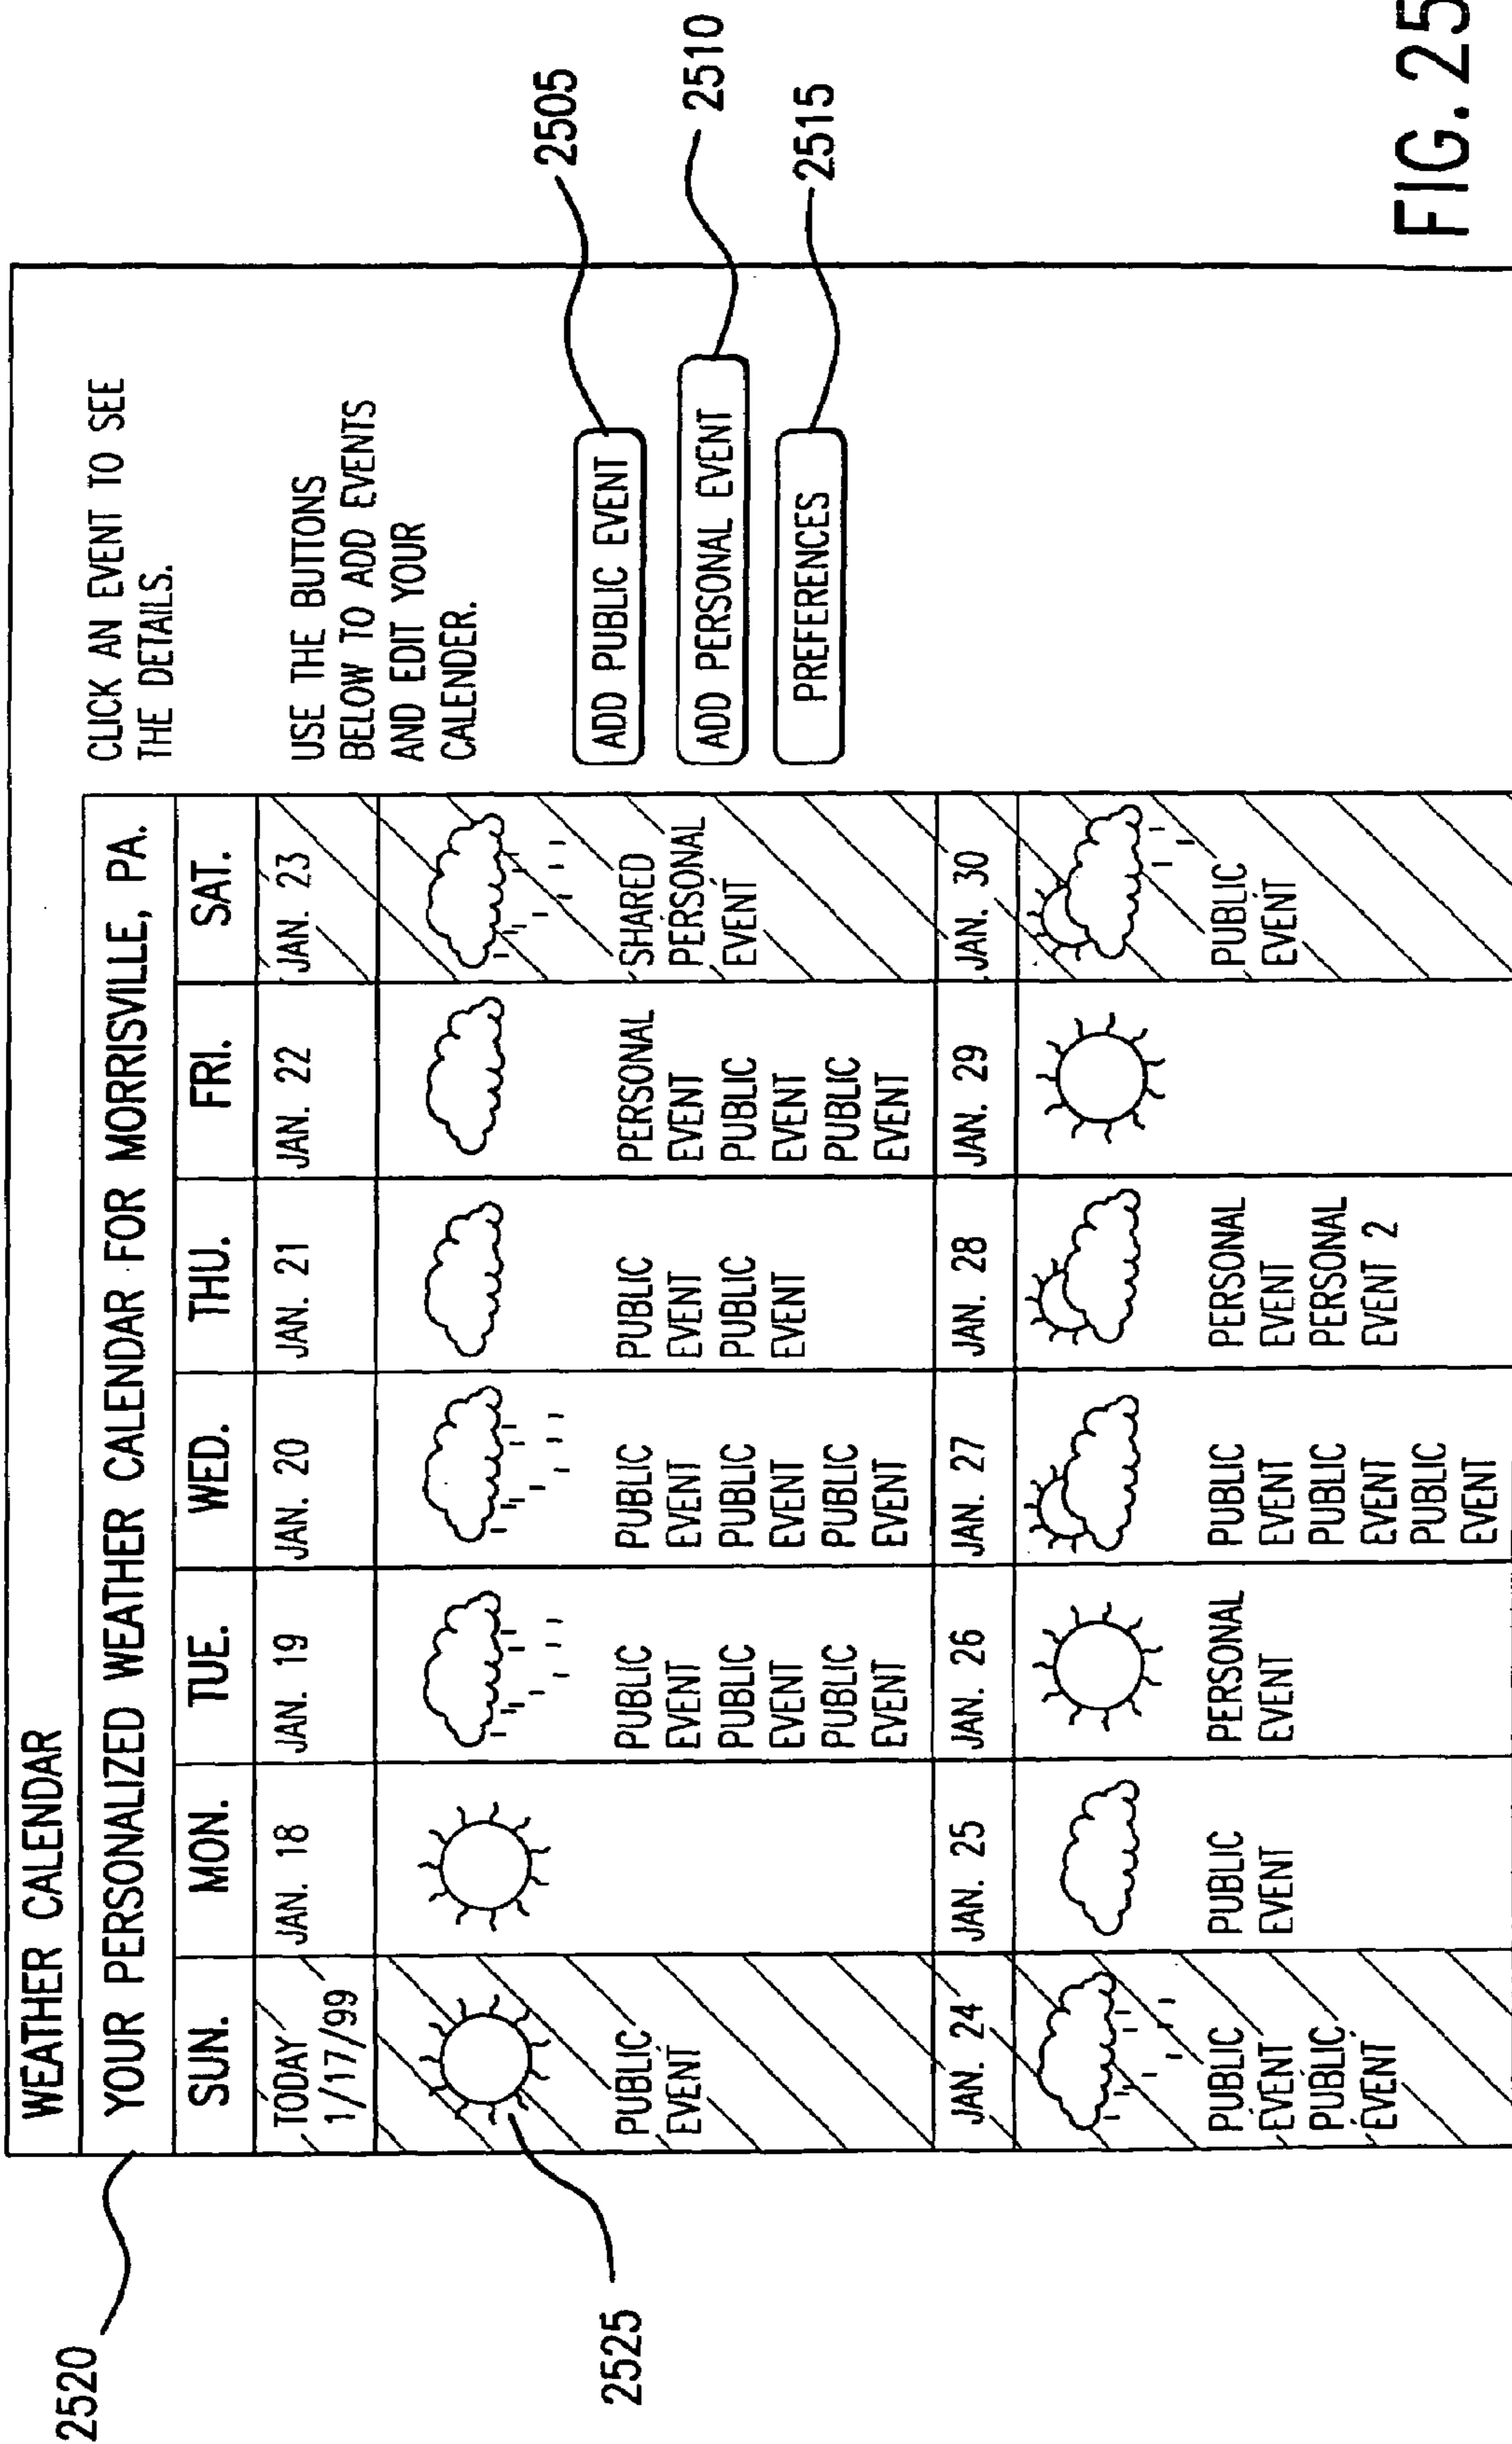 WEATHER CALENDAR
YOUR PERSONALIZED WEATHER CALENDAR FOR MORRISVILLE, PA.
SUN. MON. TUE. WED. THU. FRI. SAT.
TODAY
1/17/99
JAN. 18
JAN. 19
JAN. 20
JAN. 21
JAN. 22
JAN. 23
PUBLIC
EVENT
PUBLIC
EVENT
PUBLIC
EVENT
PUBLIC
EVENT
PUBLIC
EVENT
PUBLIC
EVENT
PUBLIC
EVENT
PUBLIC
EVENT
PUBLIC
EVENT
PERSONAL
EVENT
PUBLIC
EVENT
PUBLIC
EVENT
SHARED
PERSONAL
EVENT
JAN. 24
JAN. 25
JAN. 26
JAN. 27
JAN. 28
JAN. 29
JAN. 30
PUBLIC
EVENT
PUBLIC
EVENT
PUBLIC
EVENT
PERSONAL
EVENT
PUBLIC
EVENT
PUBLIC
EVENT
PUBLIC
EVENT
PERSONAL
EVENT
PERSONAL
EVENT 2
PUBLIC
EVENT
CLICK AN EVENT TO SEE
THE DETAILS.
USE THE BUTTONS
BELOW TO ADD EVENTS
AND EDIT YOUR
CALENDER.
ADD PUBLIC EVENT
ADD PERSONAL EVENT
PREFERENCES
2505
2510
2515
2520
2525
FIG. 25